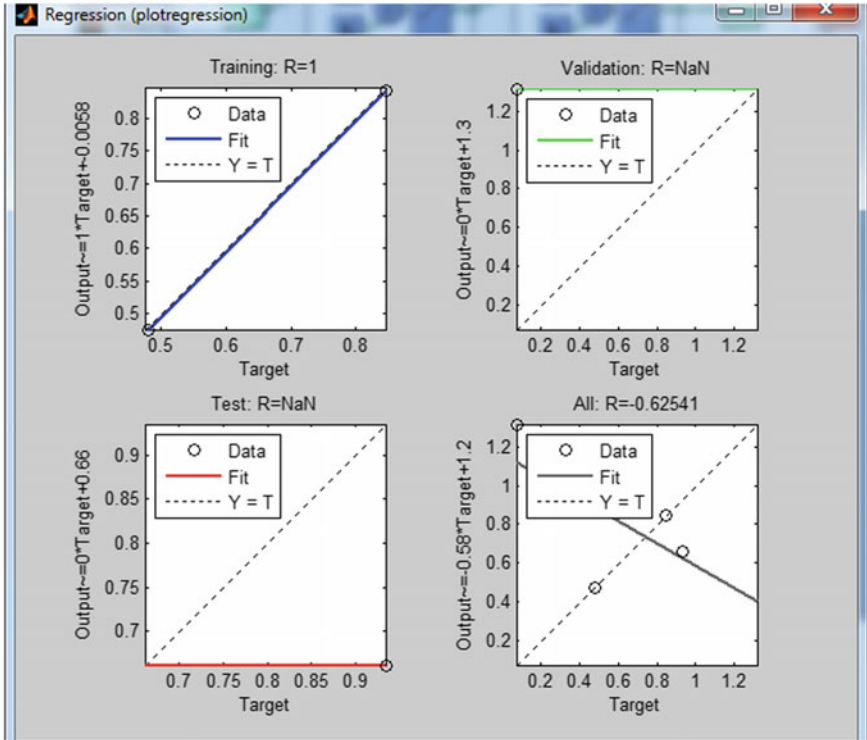 Regression (plotregression)
Training: R=1
Output~=1*Target+-0.0058
Data
Fit
Y = T
0.8
0.75
0.7
0.65
0.6
0.55
0.5
0.5 0.6 0.7 0.8
Target
Validation: R=NaN
Output~=0*Target+1.3
Data
Fit
Y = T
1.2
1
0.8
0.6
0.4
0.2
0.2 0.4 0.6 0.8 1 1.2
Target
Test: R=NaN
Output~=0*Target+0.66
Data
Fit
Y = T
0.9
0.85
0.8
0.75
0.7
0.7 0.75 0.8 0.85 0.9
Target
All: R=-0.62541
Output~=-0.58*Target+1.2
Data
Fit
Y = T
1.2
1
0.8
0.6
0.4
0.2
0.2 0.4 0.6 0.8 1 1.2
Target